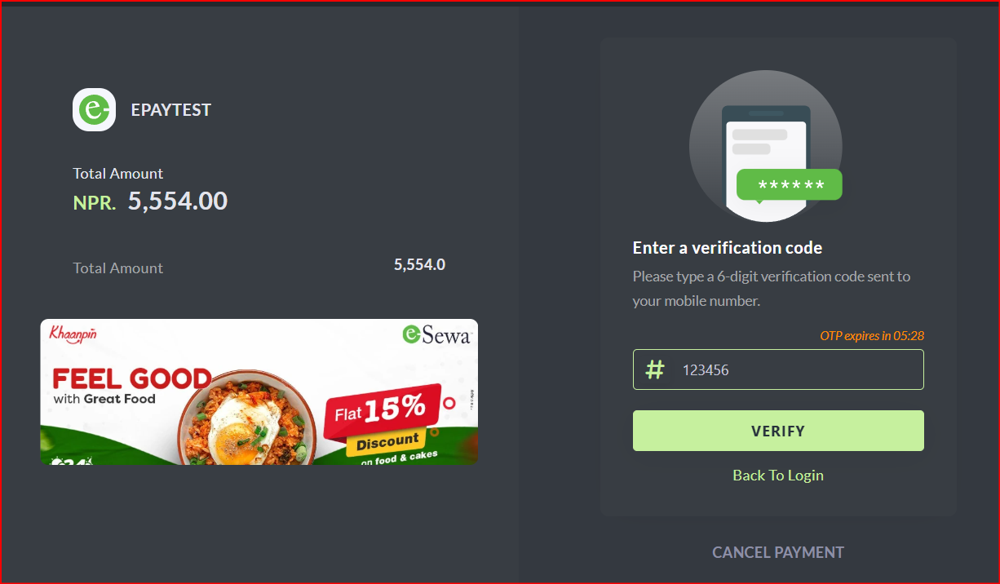 EPAYTEST
Total Amount
NPR. 5,554.00
Total Amount 5,554.0
Khaanpin
eSewa
FEEL GOOD
with Great Food
Flat 15%
Discount
on food & cakes
******
Enter a verification code
Please type a 6-digit verification code sent to
your mobile number.
OTP expires in 05:28
# 123456
VERIFY
Back To Login
CANCEL PAYMENT